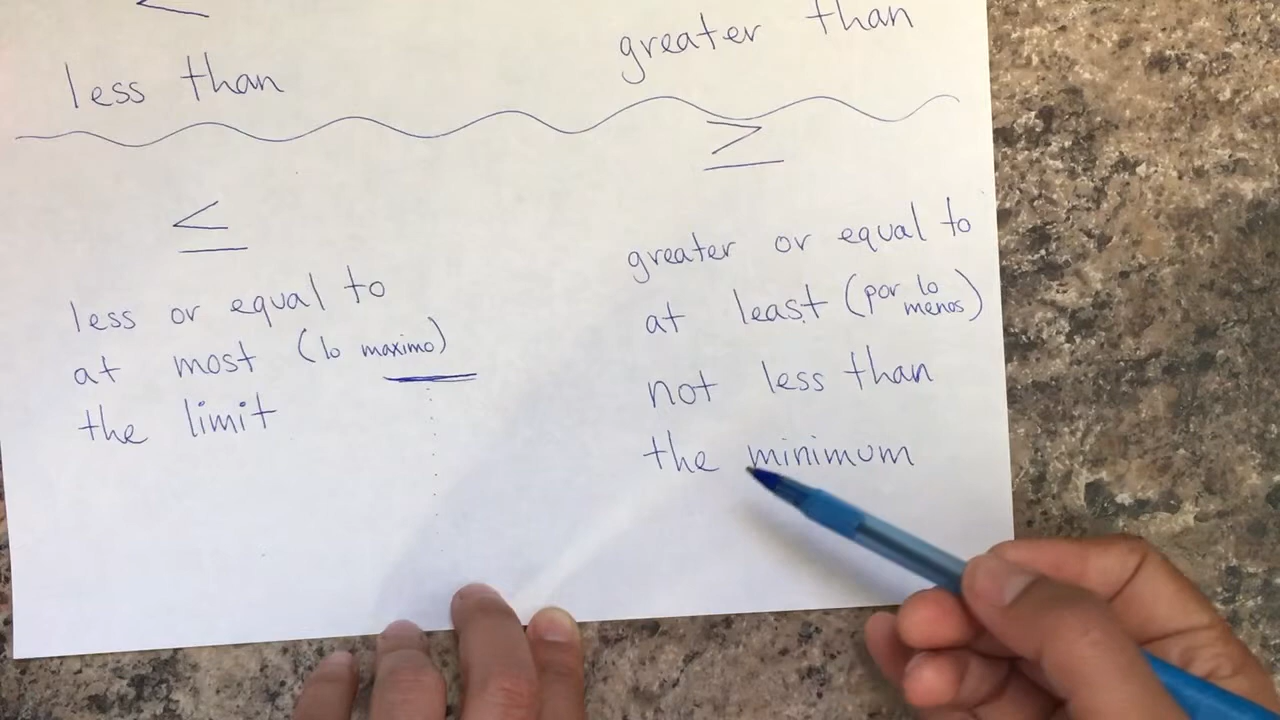 <
less than
greater than
≤
less or equal to
at most (lo maximo)
the limit
≥
greater or equal to
at least (por lo menos)
not less than
the minimum